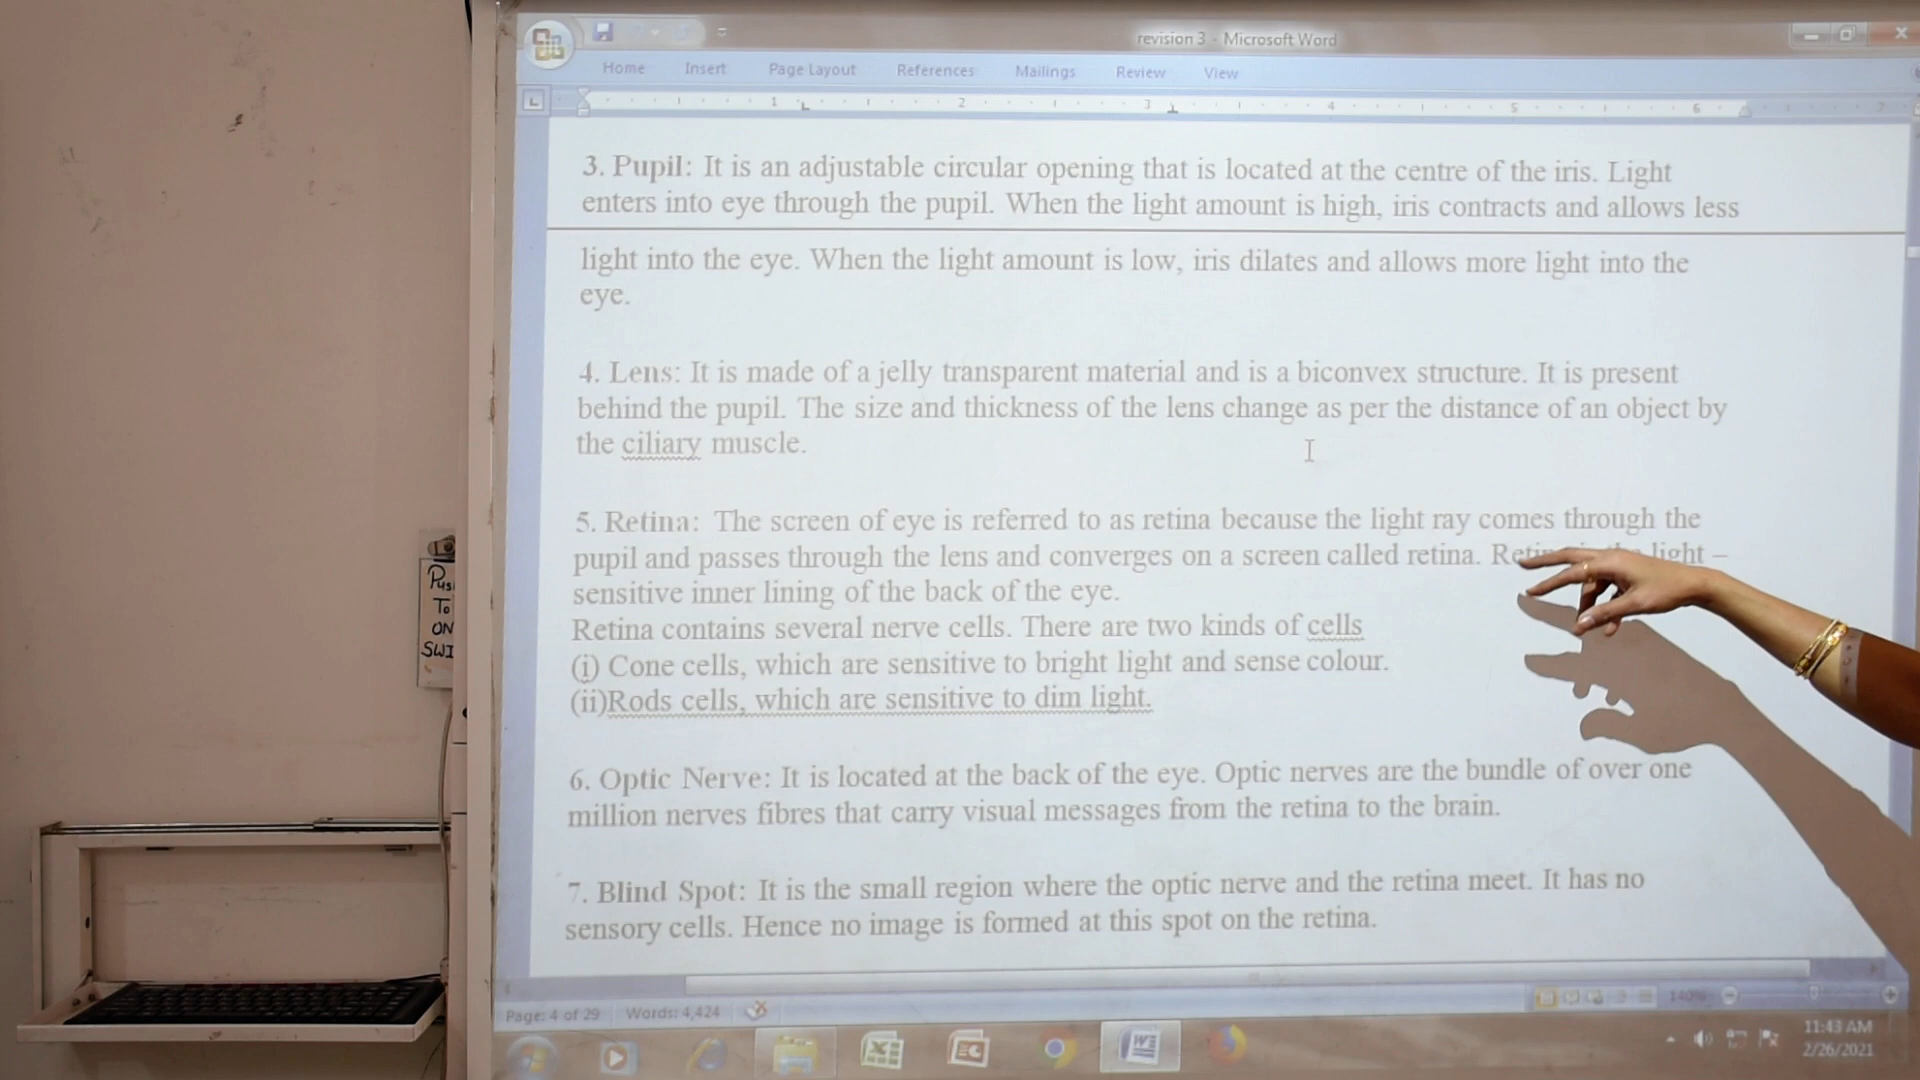 revision 3 - Microsoft Word
Home Insert Page Layout References Mailings Review View
1 2 3 4 5 6 7
3. Pupil: It is an adjustable circular opening that is located at the centre of the iris. Light
enters into eye through the pupil. When the light amount is high, iris contracts and allows less
light into the eye. When the light amount is low, iris dilates and allows more light into the
eye.
4. Lens: It is made of a jelly transparent material and is a biconvex structure. It is present
behind the pupil. The size and thickness of the lens change as per the distance of an object by
the ciliary muscle.
5. Retina: The screen of eye is referred to as retina because the light ray comes through the
pupil and passes through the lens and converges on a screen called retina. light –
sensitive inner lining of the back of the eye.
Retina contains several nerve cells. There are two kinds of cells
(i) Cone cells, which are sensitive to bright light and sense colour.
(ii)Rods cells, which are sensitive to dim light.
6. Optic Nerve: It is located at the back of the eye. Optic nerves are the bundle of over one
million nerves fibres that carry visual messages from the retina to the brain.
7. Blind Spot: It is the small region where the optic nerve and the retina meet. It has no
sensory cells. Hence no image is formed at this spot on the retina.
Page: 4 of 29 Words: 4,424 140%
11:43 AM
2/26/2021
To
ON